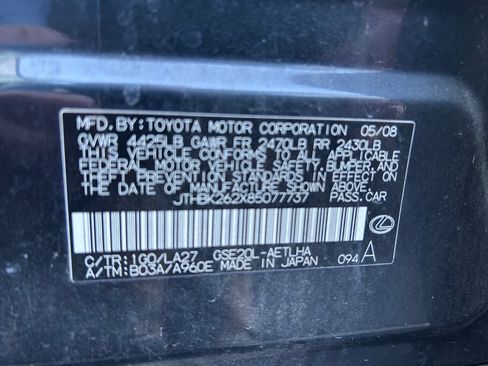 MFD. BY: TOYOTA MOTOR CORPORATION 05/08
GVWR 4425LB GAWR FR 2470LB RR 2430LB
THIS VEHICLE CONFORMS TO ALL APPLICABLE
FEDERAL MOTOR VEHICLE SAFETY, BUMPER, AND
THEFT PREVENTION STANDARDS IN EFFECT ON
THE DATE OF MANUFACTURE SHOWN ABOVE.
JTHBK262X85077737 PASS. CAR
C/TR: 1G0/LA27 GSE20L-AETLHA
A/TM: B03A/A960E MADE IN JAPAN 094 A